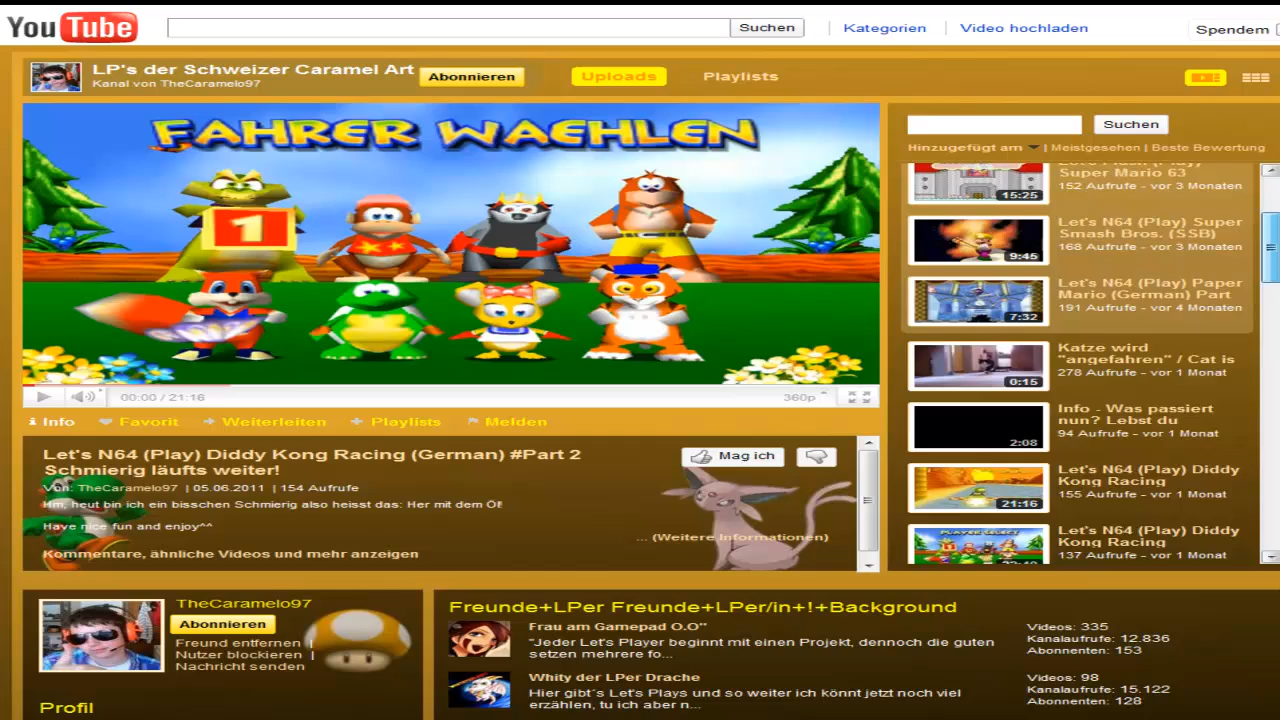 YouTube
Suchen
Kategorien
Video hochladen
Spendem
LP's der Schweizer Caramel Art
Kanal von TheCaramelo97
Abonnieren
Uploads
Playlists
FAHRER WAEHLEN
1
00:00 / 21:16
360p
Info
Favorit
Weiterleiten
Playlists
Melden
Let's N64 (Play) Diddy Kong Racing (German) #Part 2
Schmierig läufts weiter!
Von: TheCaramelo97 | 05.06.2011 | 154 Aufrufe
Hm, heut bin ich ein bisschen Schmierig also heisst das: Her mit dem Öl!
Have nice fun and enjoy^^
... (Weitere Informationen)
Kommentare, ähnliche Videos und mehr anzeigen
Mag ich
Suchen
Hinzugefügt am | Meistgesehen | Beste Bewertung
Let's Flash (Play)
Super Mario 63
152 Aufrufe - vor 3 Monaten
15:25
Let's N64 (Play) Super
Smash Bros. (SSB)
168 Aufrufe - vor 3 Monaten
9:45
Let's N64 (Play) Paper
Mario (German) Part
191 Aufrufe - vor 4 Monaten
7:32
Katze wird
"angefahren" / Cat is
278 Aufrufe - vor 1 Monat
0:15
Info - Was passiert
nun? Lebst du
94 Aufrufe - vor 1 Monat
2:08
Let's N64 (Play) Diddy
Kong Racing
155 Aufrufe - vor 1 Monat
21:16
Let's N64 (Play) Diddy
Kong Racing
137 Aufrufe - vor 1 Monat
PLAYER SELECT
TheCaramelo97
Abonnieren
Freund entfernen |
Nutzer blockieren |
Nachricht senden
Profil
Freunde+LPer Freunde+LPer/in+!+Background
Frau am Gamepad O.O"
"Jeder Let's Player beginnt mit einen Projekt, dennoch die guten
setzen mehrere fo...
Videos: 335
Kanalaufrufe: 12.836
Abonnenten: 153
Whity der LPer Drache
Hier gibt´s Let's Plays und so weiter ich könnt jetzt noch viel
erzählen, tu ich aber n...
Videos: 98
Kanalaufrufe: 15.122
Abonnenten: 128